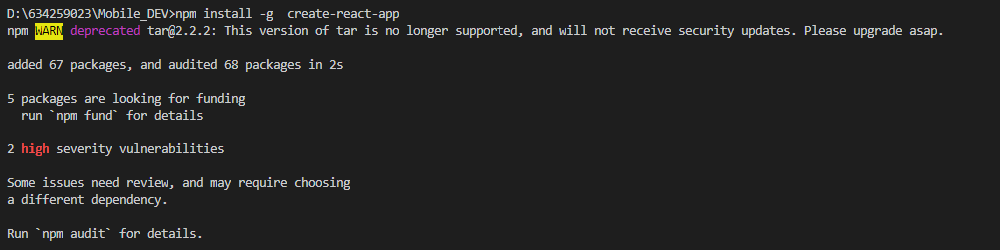 D:\634259023\Mobile_DEV>npm install -g  create-react-app
npm WARN deprecated tar@2.2.2: This version of tar is no longer supported, and will not receive security updates. Please upgrade asap.
added 67 packages, and audited 68 packages in 2s
5 packages are looking for funding
  run `npm fund` for details
2 high severity vulnerabilities
Some issues need review, and may require choosing
a different dependency.
Run `npm audit` for details.